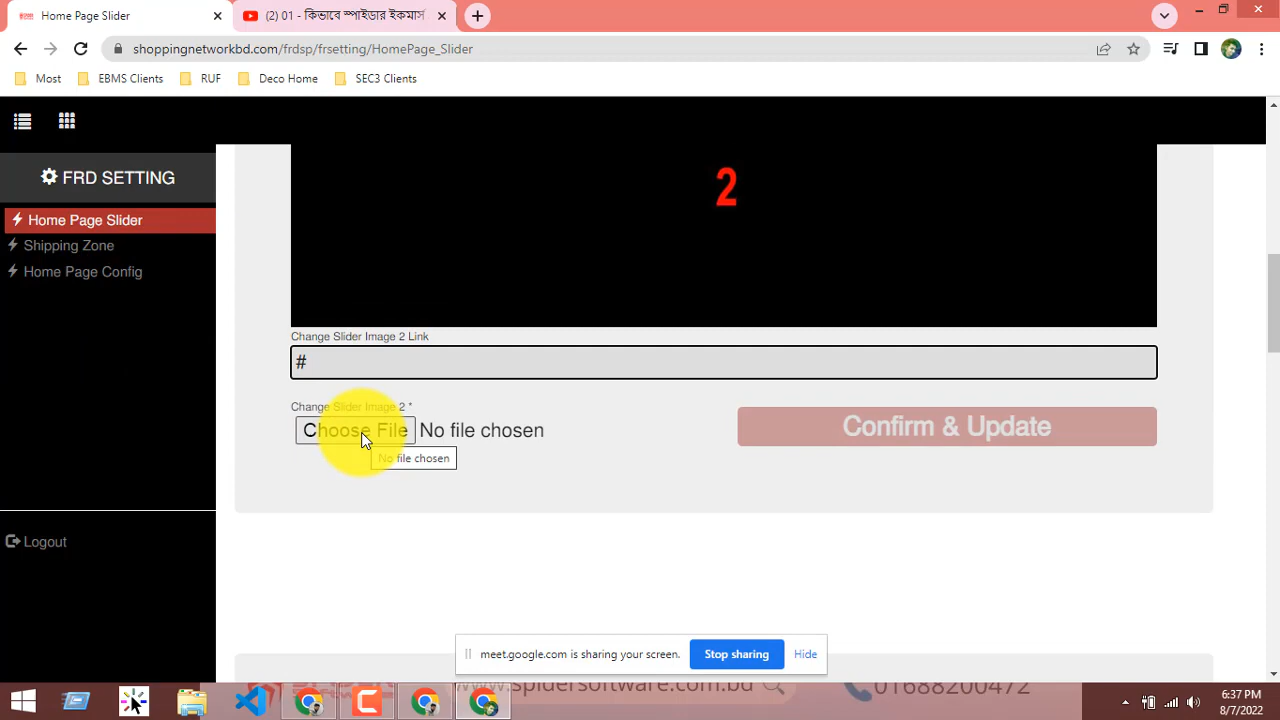 Home Page Slider
(2) 01 - কিভাবে স্পাইডার ইকমার্স
shoppingnetworkbd.com/frdsp/frsetting/HomePage_Slider
Most
EBMS Clients
RUF
Deco Home
SEC3 Clients
FRD SETTING
Home Page Slider
Shipping Zone
Home Page Config
Logout
2
Change Slider Image 2 Link
#
Change Slider Image 2 *
Choose File No file chosen
Confirm & Update
No file chosen
meet.google.com is sharing your screen.
Stop sharing
Hide
www.spidersoftware.com.bd
01688200472
6:37 PM
8/7/2022